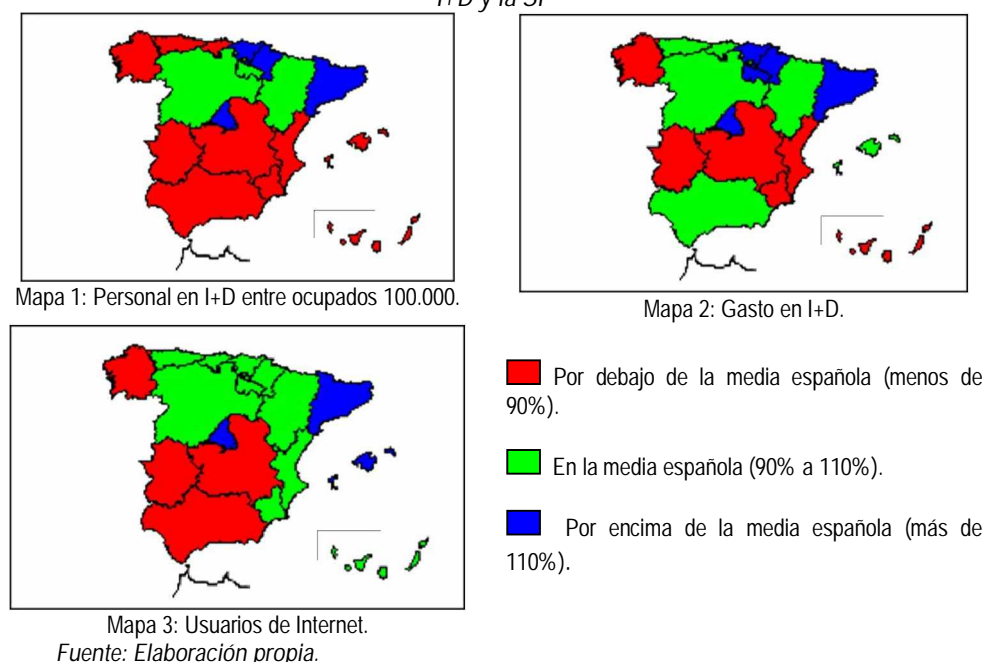 I+D y la SI
Mapa 1: Personal en I+D entre ocupados 100.000.
Mapa 2: Gasto en I+D.
Por debajo de la media española (menos de
90%).
En la media española (90% a 110%).
Por encima de la media española (más de
110%).
Mapa 3: Usuarios de Internet.
Fuente: Elaboración propia.